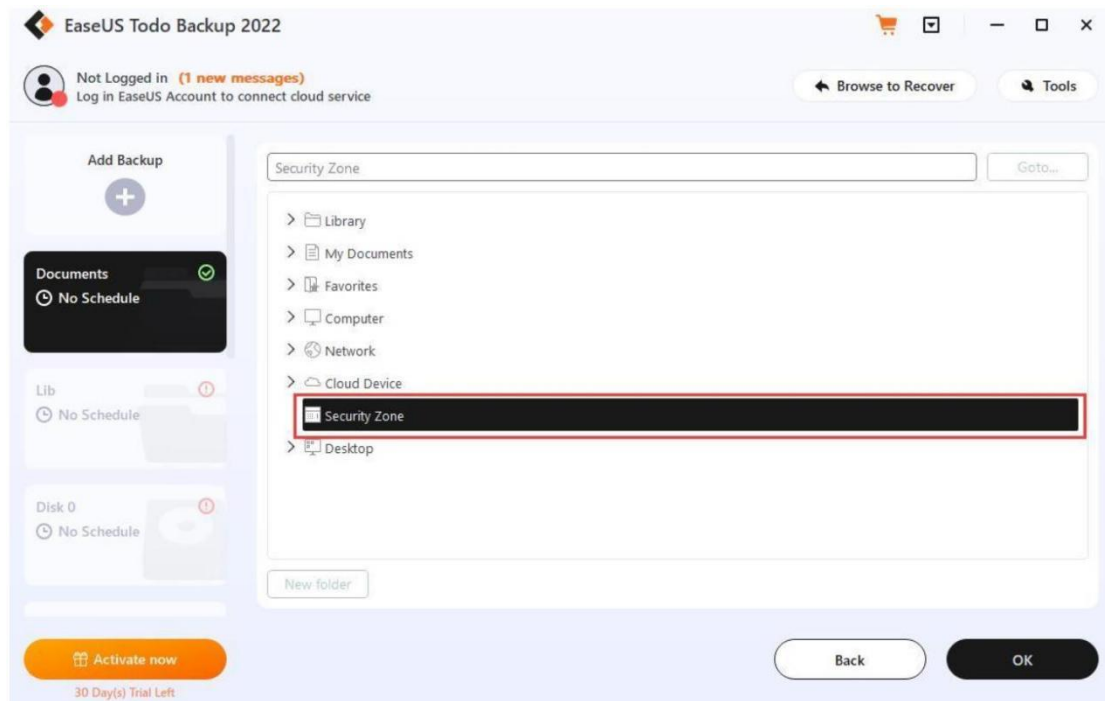 EaseUS Todo Backup 2022
Not Logged in (1 new messages)
Log in EaseUS Account to connect cloud service
Browse to Recover
Tools
Add Backup
Documents
No Schedule
Lib
No Schedule
Disk 0
No Schedule
Activate now
30 Day(s) Trial Left
Security Zone
Goto...
Library
My Documents
Favorites
Computer
Network
Cloud Device
Security Zone
Desktop
New folder
Back
OK